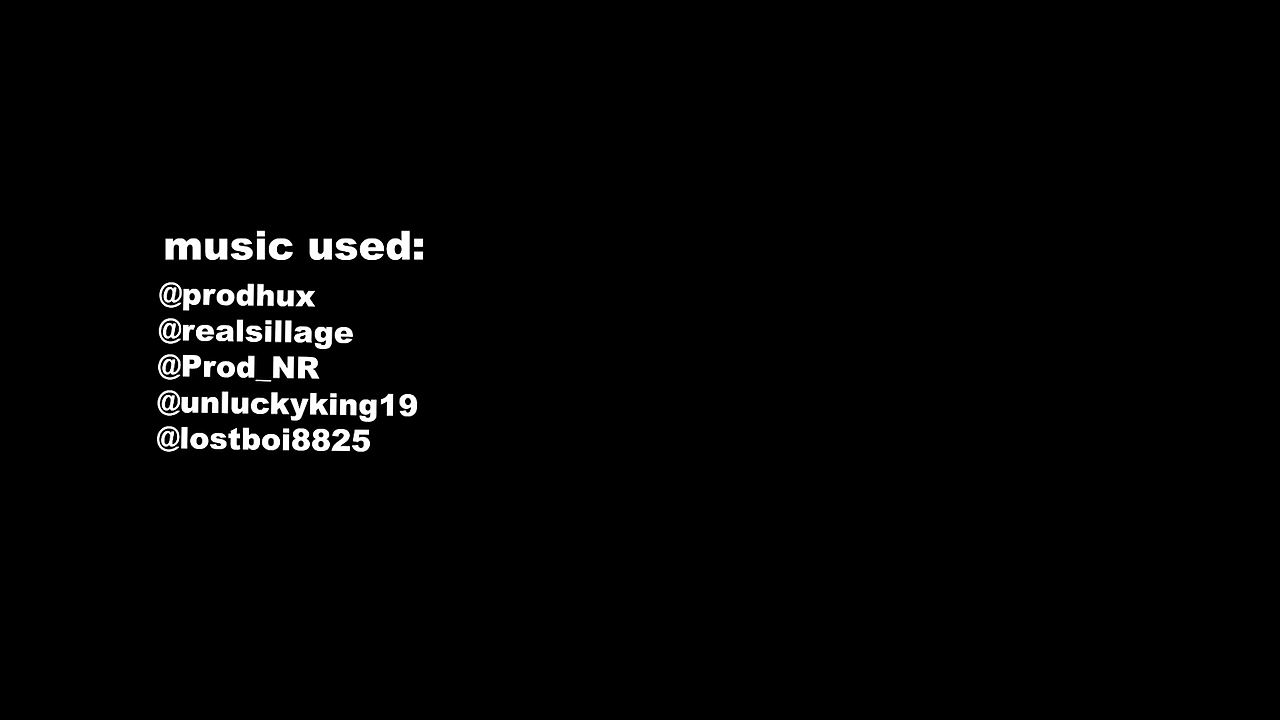 music used:
@prodhux
@realsillage
@Prod_NR
@unluckyking19
@lostboi8825